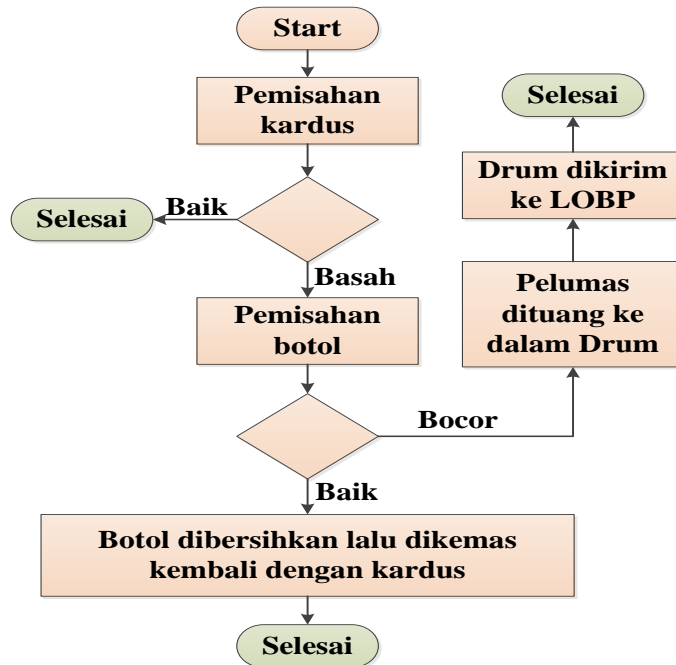 Start
Pemisahan
kardus
Baik
Selesai
Basah
Pemisahan
botol
Bocor
Pelumas
dituang ke
dalam Drum
Drum dikirim
ke LOBP
Selesai
Baik
Botol dibersihkan lalu dikemas
kembali dengan kardus
Selesai